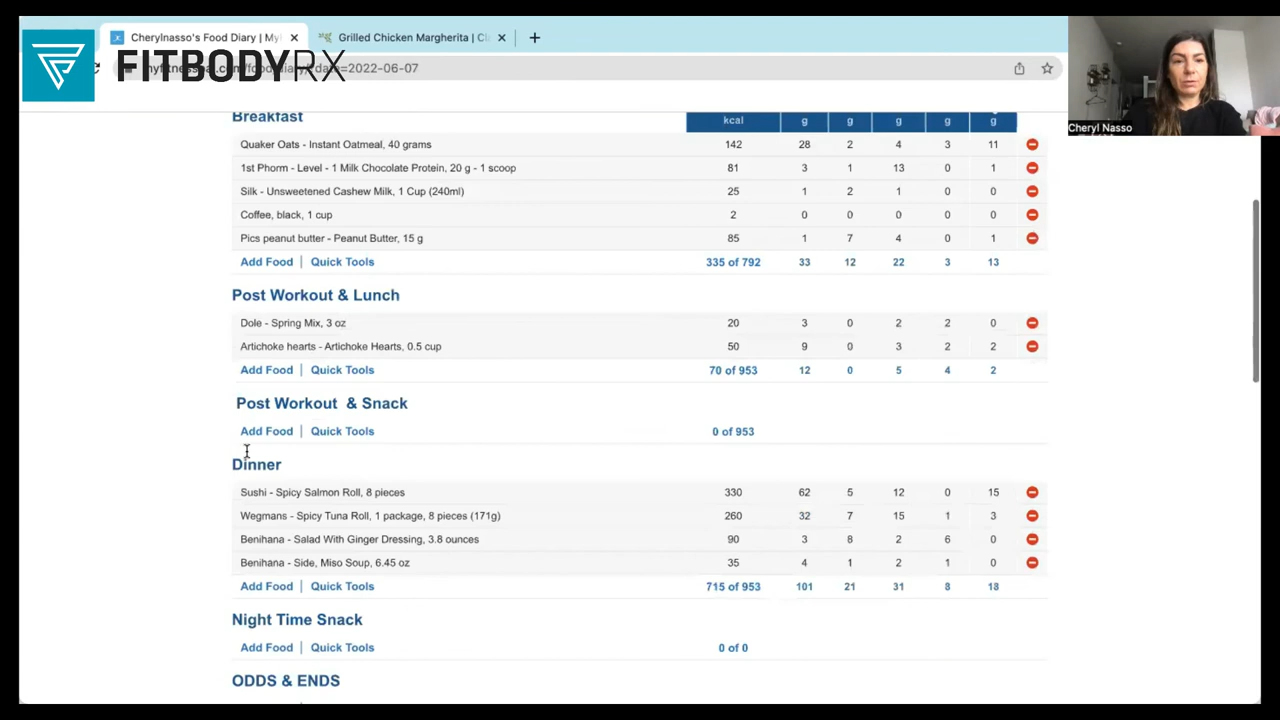 Cherylnasso's Food Diary | My
Grilled Chicken Margherita | C
FITBODYRX
date=2022-06-07
Cheryl Nasso
Breakfast
kcal g g g g g
Quaker Oats - Instant Oatmeal, 40 grams 142 28 2 4 3 11
1st Phorm - Level - 1 Milk Chocolate Protein, 20 g - 1 scoop 81 3 1 13 0 1
Silk - Unsweetened Cashew Milk, 1 Cup (240ml) 25 1 2 1 0 0
Coffee, black, 1 cup 2 0 0 0 0 0
Pics peanut butter - Peanut Butter, 15 g 85 1 7 4 0 1
Add Food | Quick Tools 335 of 792 33 12 22 3 13
Post Workout & Lunch
Dole - Spring Mix, 3 oz 20 3 0 2 2 0
Artichoke hearts - Artichoke Hearts, 0.5 cup 50 9 0 3 2 2
Add Food | Quick Tools 70 of 953 12 0 5 4 2
Post Workout & Snack
Add Food | Quick Tools 0 of 953
Dinner
Sushi - Spicy Salmon Roll, 8 pieces 330 62 5 12 0 15
Wegmans - Spicy Tuna Roll, 1 package, 8 pieces (171g) 260 32 7 15 1 3
Benihana - Salad With Ginger Dressing, 3.8 ounces 90 3 8 2 6 0
Benihana - Side, Miso Soup, 6.45 oz 35 4 1 2 1 0
Add Food | Quick Tools 715 of 953 101 21 31 8 18
Night Time Snack
Add Food | Quick Tools 0 of 0
ODDS & ENDS